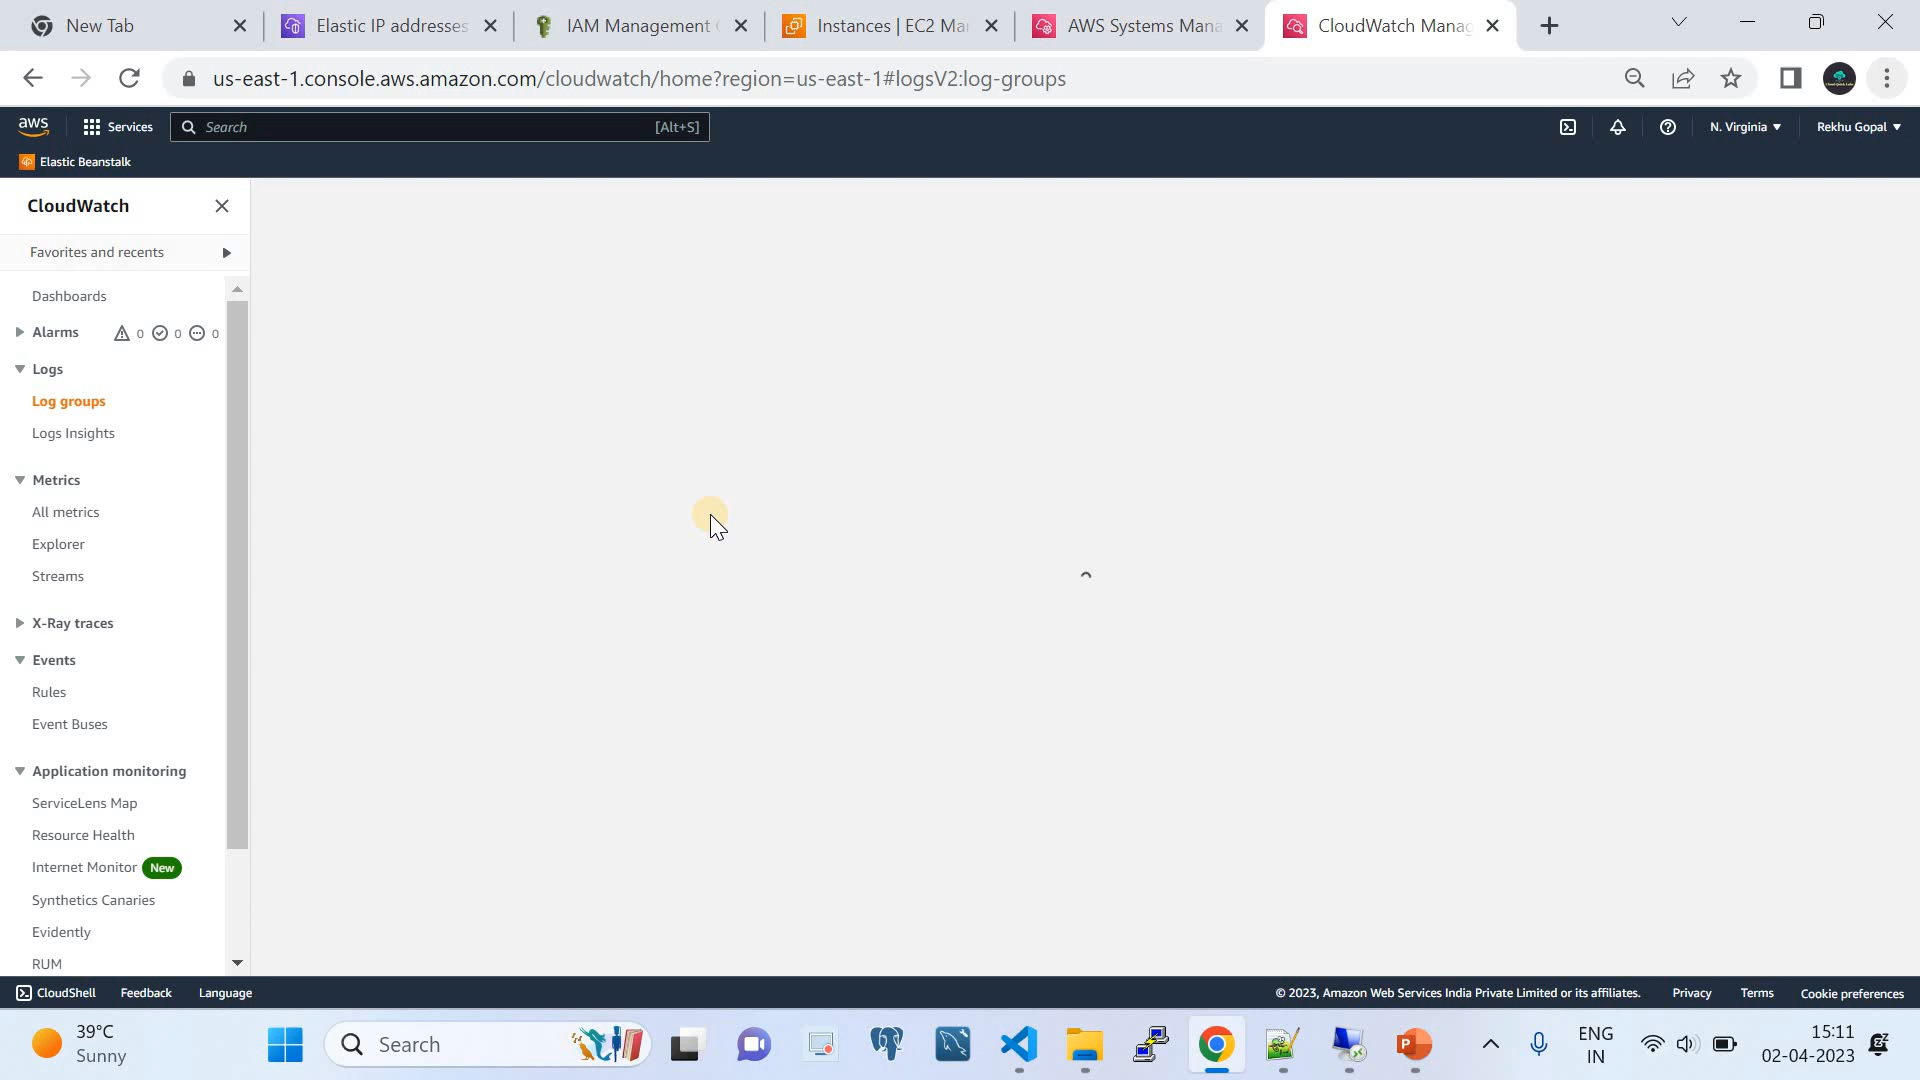 New Tab
Elastic IP addresses
IAM Management
Instances | EC2 Ma
AWS Systems Mana
CloudWatch Manag
us-east-1.console.aws.amazon.com/cloudwatch/home?region=us-east-1#logsV2:log-groups
aws
Services
Search
[Alt+S]
N. Virginia
Rekhu Gopal
Elastic Beanstalk
CloudWatch
Favorites and recents
Dashboards
Alarms 0 0 0
Logs
Log groups
Logs Insights
Metrics
All metrics
Explorer
Streams
X-Ray traces
Events
Rules
Event Buses
Application monitoring
ServiceLens Map
Resource Health
Internet Monitor New
Synthetics Canaries
Evidently
RUM
CloudShell
Feedback
Language
© 2023, Amazon Web Services India Private Limited or its affiliates.
Privacy
Terms
Cookie preferences
39°C
Sunny
Search
ENG
IN
15:11
02-04-2023